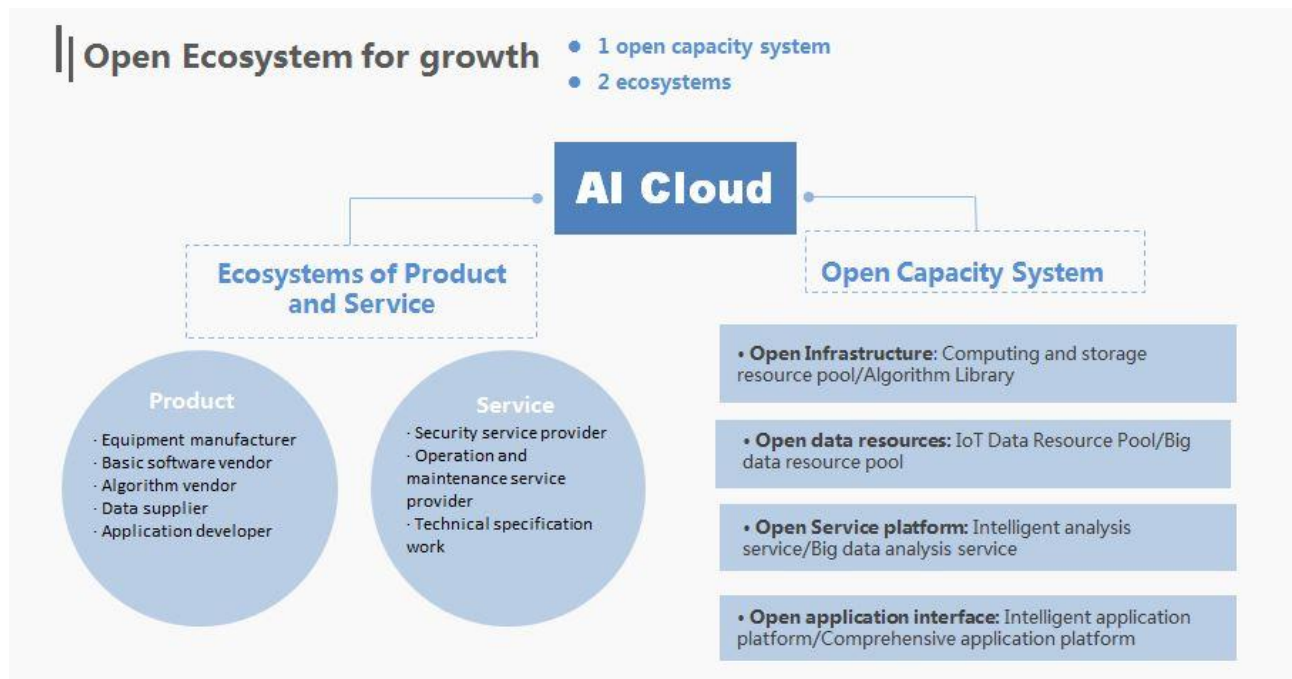 Open Ecosystem for growth
● 1 open capacity system
● 2 ecosystems
AI Cloud
Ecosystems of Product
and Service
Open Capacity System
Product
· Equipment manufacturer
· Basic software vendor
· Algorithm vendor
· Data supplier
· Application developer
Service
· Security service provider
· Operation and
maintenance service
provider
· Technical specification
work
• Open Infrastructure: Computing and storage
resource pool/Algorithm Library
• Open data resources: IoT Data Resource Pool/Big
data resource pool
• Open Service platform: Intelligent analysis
service/Big data analysis service
• Open application interface: Intelligent application
platform/Comprehensive application platform